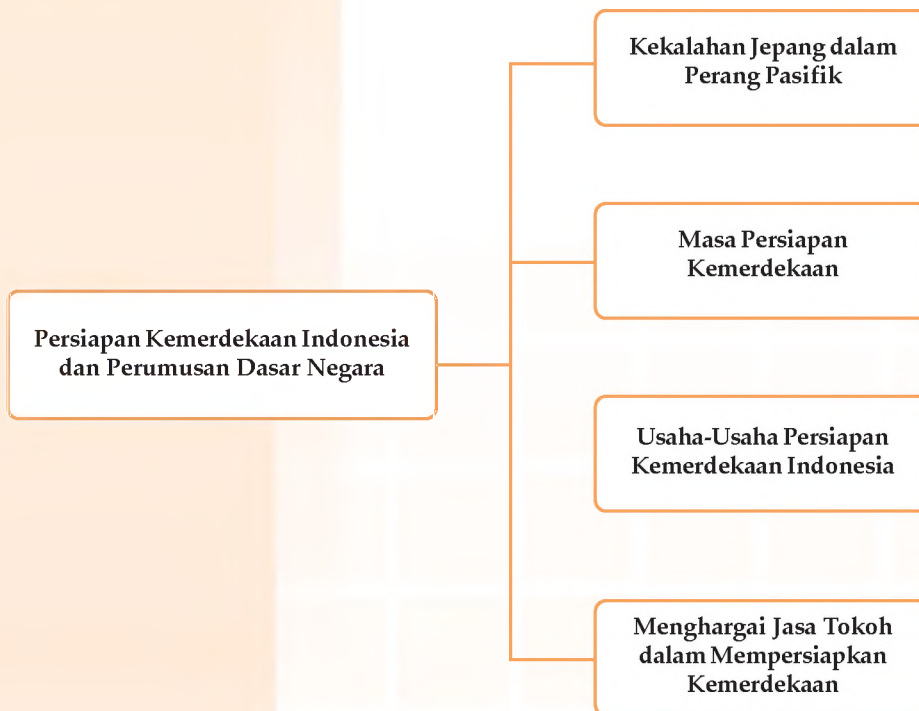 Kekalahan Jepang dalam
Perang Pasifik
Masa Persiapan
Kemerdekaan
Persiapan Kemerdekaan Indonesia
dan Perumusan Dasar Negara
Usaha-Usaha Persiapan
Kemerdekaan Indonesia
Menghargai Jasa Tokoh
dalam Mempersiapkan
Kemerdekaan